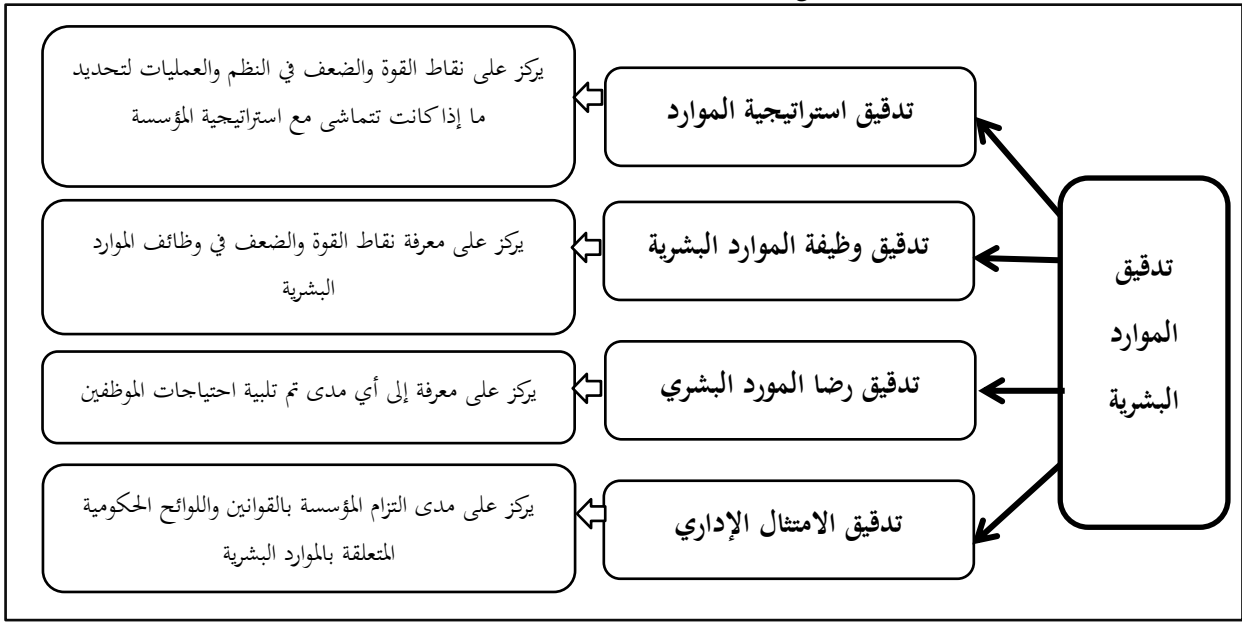 تدقيق
الموارد
البشرية
تدقيق استراتيجية الموارد
يركز على نقاط القوة والضعف في النظم والعمليات لتحديد
ما إذا كانت تتماشى مع استراتيجية المؤسسة
تدقيق وظيفة الموارد البشرية
يركز على معرفة نقاط القوة والضعف في وظائف الموارد
البشرية
تدقيق رضا المورد البشري
يركز على معرفة إلى أي مدى تم تلبية احتياجات الموظفين
تدقيق الامتثال الإداري
يركز على مدى التزام المؤسسة بالقوانين واللوائح الحكومية
المتعلقة بالموارد البشرية